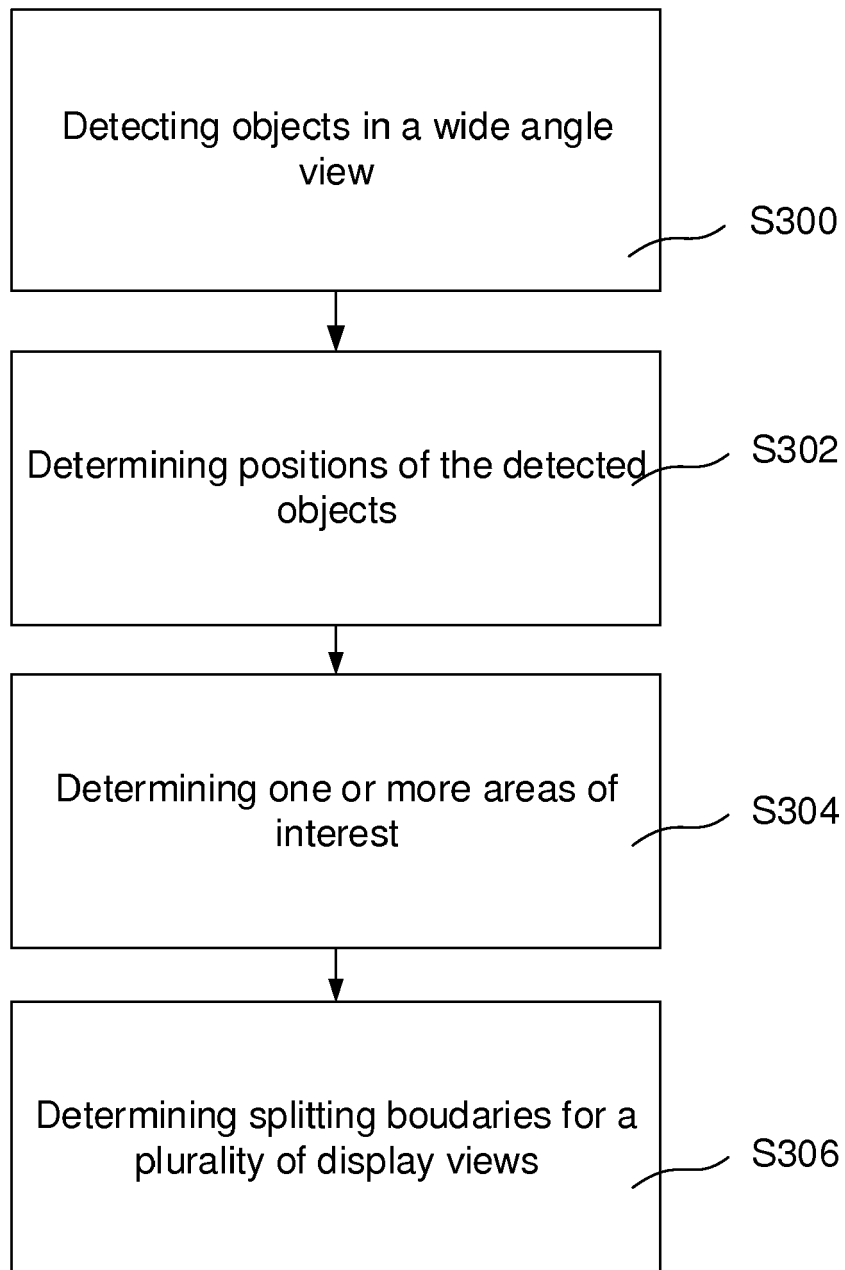 Detecting objects in a wide angle
view
S300
Determining positions of the detected
objects
S302
Determining one or more areas of
interest
S304
Determining splitting boudaries for a
plurality of display views
S306